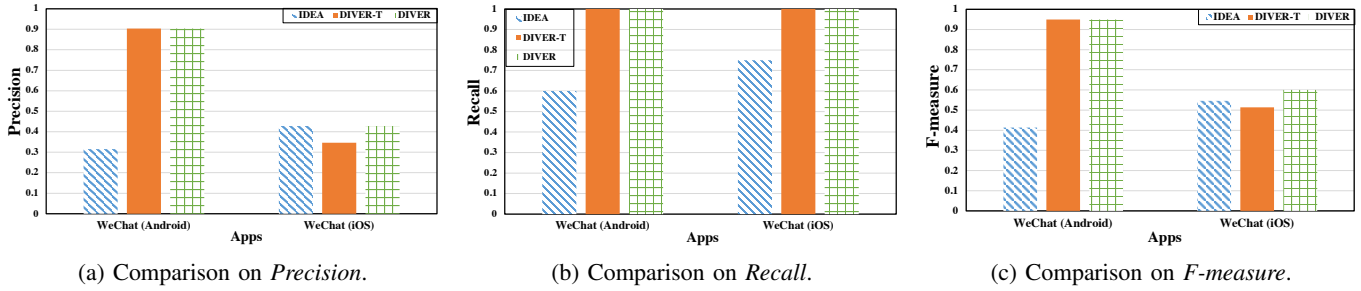 1
0.9
0.8
0.7
0.6
0.5
0.4
0.3
0.2
0.1
0
Precision
IDEA DIVER-T DIVER
WeChat (Android) WeChat (iOS)
Apps
(a) Comparison on Precision.
1
0.9
0.8
0.7
0.6
0.5
0.4
0.3
0.2
0.1
0
Recall
IDEA
DIVER-T
DIVER
WeChat (Android) WeChat (iOS)
Apps
(b) Comparison on Recall.
1
0.9
0.8
0.7
0.6
0.5
0.4
0.3
0.2
0.1
0
F-measure
IDEA DIVER-T DIVER
WeChat (Android) WeChat (iOS)
Apps
(c) Comparison on F-measure.